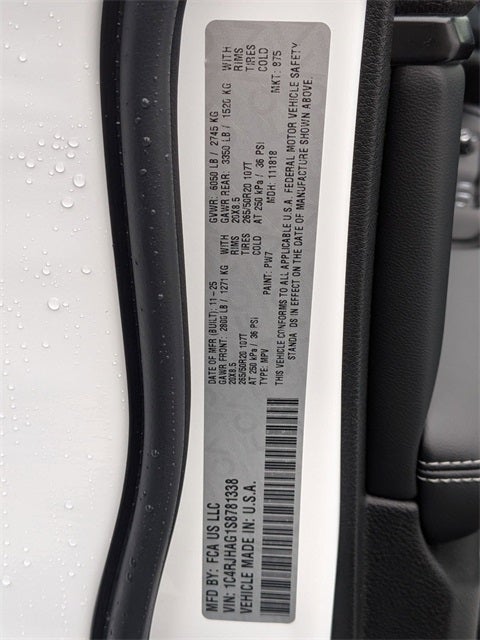 MFD BY: FCA US LLC
DATE OF MFR (BUILT): 11-25 GVWR: 6050 LB / 2745 KG
GAWR FRONT: 2800 LB / 1271 KG WITH GAWR REAR: 3350 LB / 1520 KG WITH
20X8.5 RIMS 20X8.5 RIMS
265/50R20 107T TIRES 265/50R20 107T TIRES
AT 250 kPa / 36 PSI COLD AT 250 kPa / 36 PSI COLD
VIN: 1C4RJHAG1S8781338 TYPE: MPV PAINT: PW7 MDH: 111818 MKT: 875
VEHICLE MADE IN: U.S.A.
THIS VEHICLE CONFORMS TO ALL APPLICABLE U.S.A. FEDERAL MOTOR VEHICLE SAFETY
STANDA DS IN EFFECT ON THE DATE OF MANUFACTURE SHOWN ABOVE.